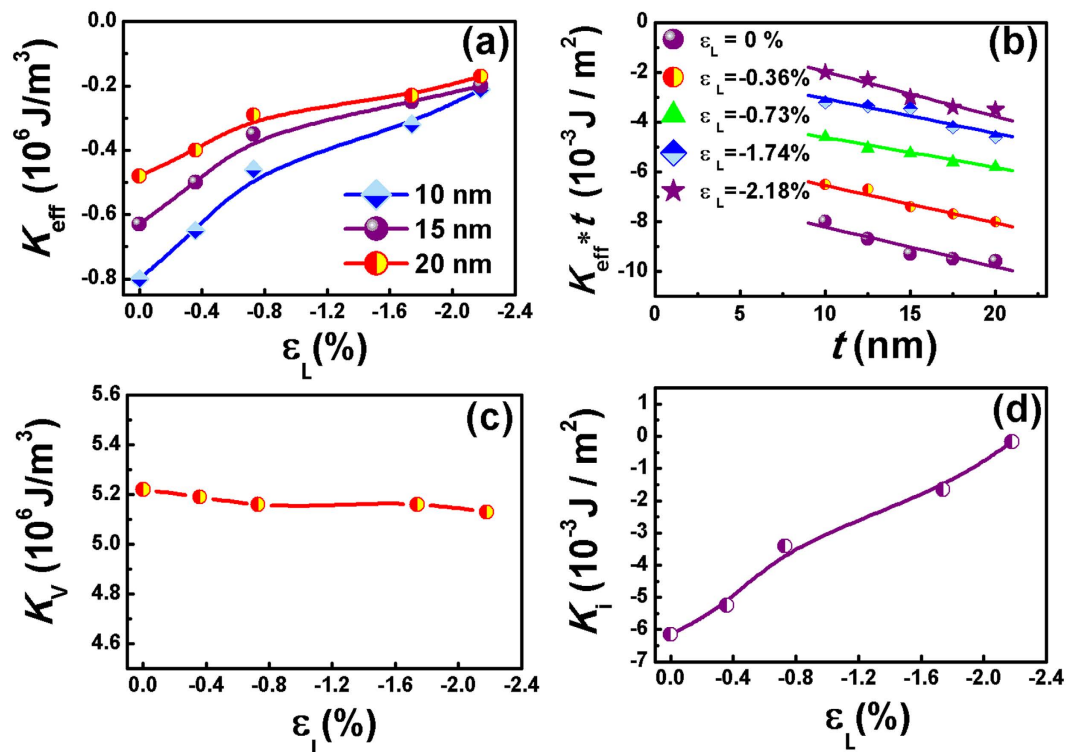 (a)
K_eff (10^6 J/m^3)
0.0
-0.2
-0.4
-0.6
-0.8
10 nm
15 nm
20 nm
0.0 -0.4 -0.8 -1.2 -1.6 -2.0 -2.4
ε_L(%)
(b)
K_eff*t (10^-3 J / m^2)
-2
-4
-6
-8
-10
ε_L = 0 %
ε_L=-0.36%
ε_L=-0.73%
ε_L=-1.74%
ε_L=-2.18%
0 5 10 15 20
t (nm)
(c)
K_V (10^6 J/m^3)
5.6
5.4
5.2
5.0
4.8
4.6
0.0 -0.4 -0.8 -1.2 -1.6 -2.0 -2.4
ε_L(%)
(d)
K_i (10^-3 J / m^2)
1
0
-1
-2
-3
-4
-5
-6
-7
0.0 -0.4 -0.8 -1.2 -1.6 -2.0 -2.4
ε_L(%)